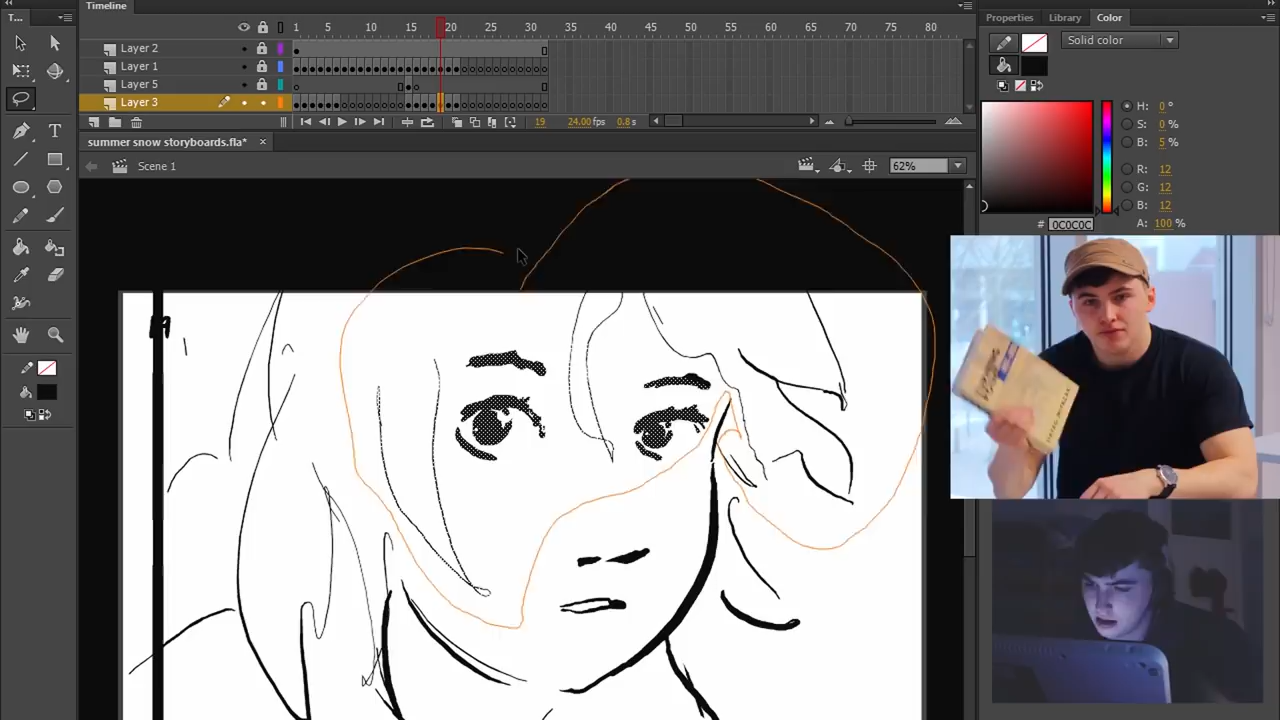 Timeline
1 5 10 15 20 25 30 35 40 45 50 55 60 65 70 75 80
Layer 2
Layer 1
Layer 5
Layer 3
19 24.00 fps 0.8 s
summer snow storyboards.fla*
Scene 1
62%
T...
Properties Library Color
Solid color
H: 0 °
S: 0 %
B: 5 %
R: 12
G: 12
B: 12
A: 100 %
# 0C0C0C